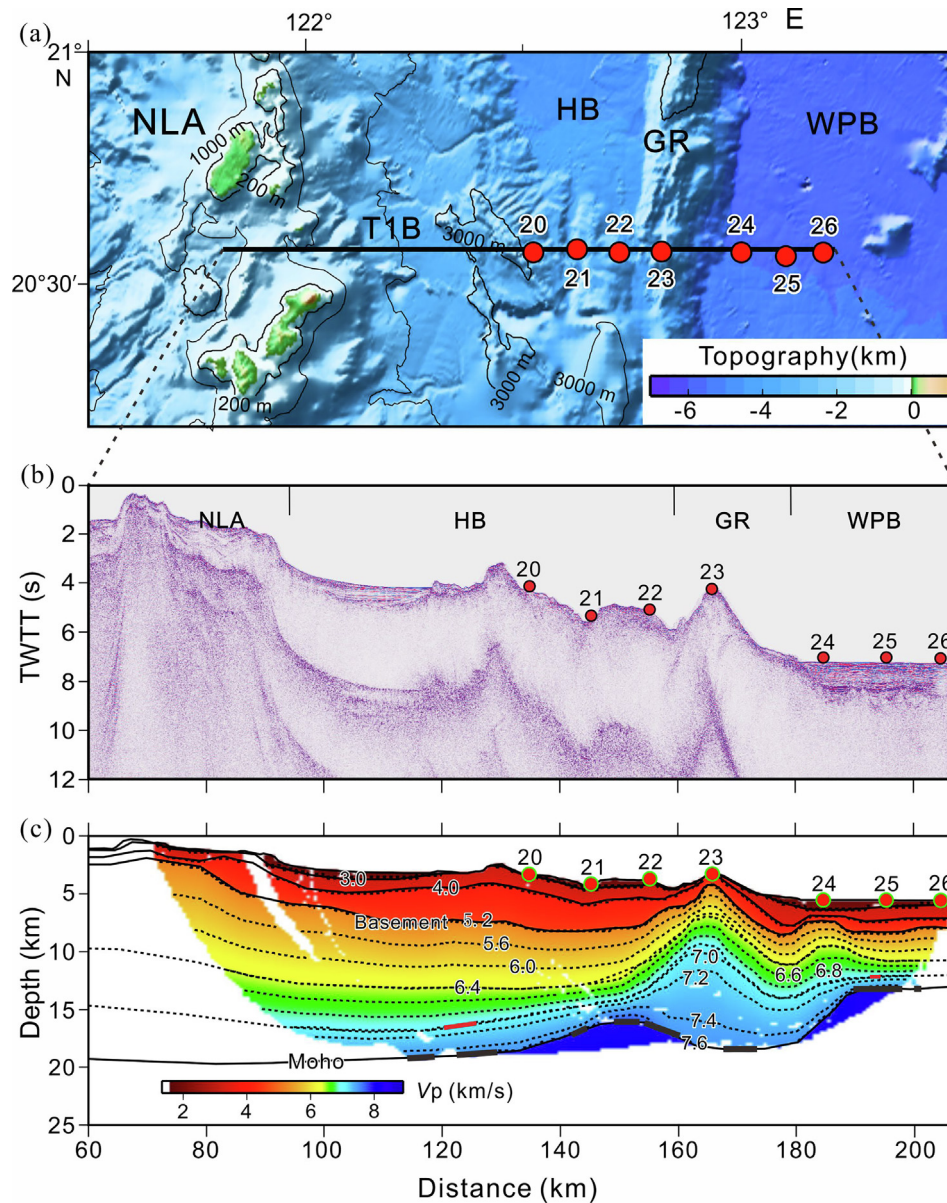 (a)
122°
123°
E
21°
N
20°30'
NLA
HB
GR
WPB
1000 m
200 m
T1B
3000 m
20
22
23
24
26
21
23
25
200 m
3000 m
3000 m
Topography(km)
-6 -4 -2 0
(b)
0
2
4
6
8
10
12
TWTT (s)
NLA HB GR WPB
20
21
22
23
24 25 26
(c)
0
5
10
15
20
25
Depth (km)
20
21
22
23
24 25 26
3.0
4.0
Basement 5.2
5.6
6.0
6.4
7.0
7.2
6.6
6.8
7.4
7.6
Moho
2 4 6 8
Vp (km/s)
60 80 100 120 140 160 180 200
Distance (km)